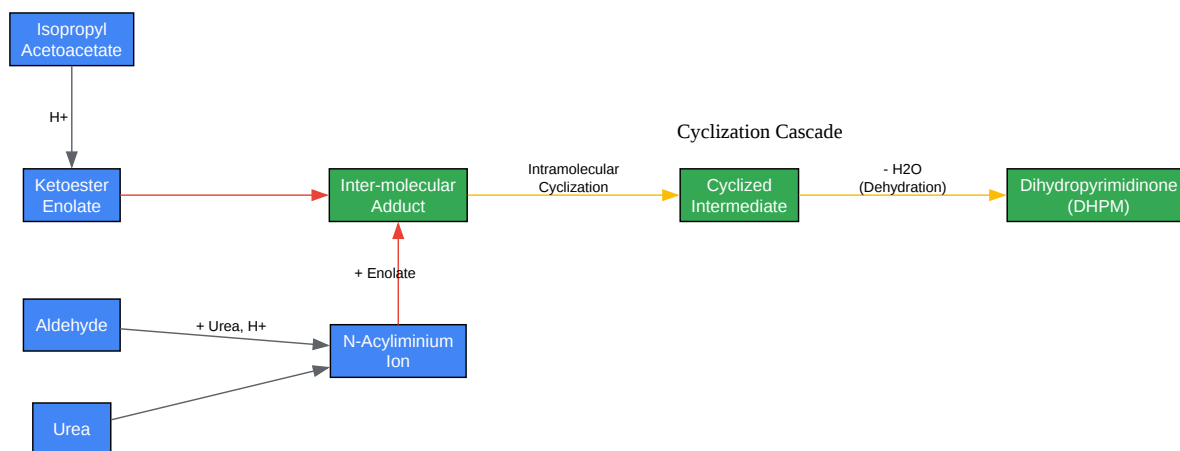 Isopropyl
Acetoacetate
H+
Cyclization Cascade
Ketoester
Enolate
Inter-molecular
Adduct
Intramolecular
Cyclization
Cyclized
Intermediate
- H2O
(Dehydration)
Dihydropyrimidinone
(DHPM)
+ Enolate
Aldehyde
+ Urea, H+
N-Acyliminium
Ion
Urea